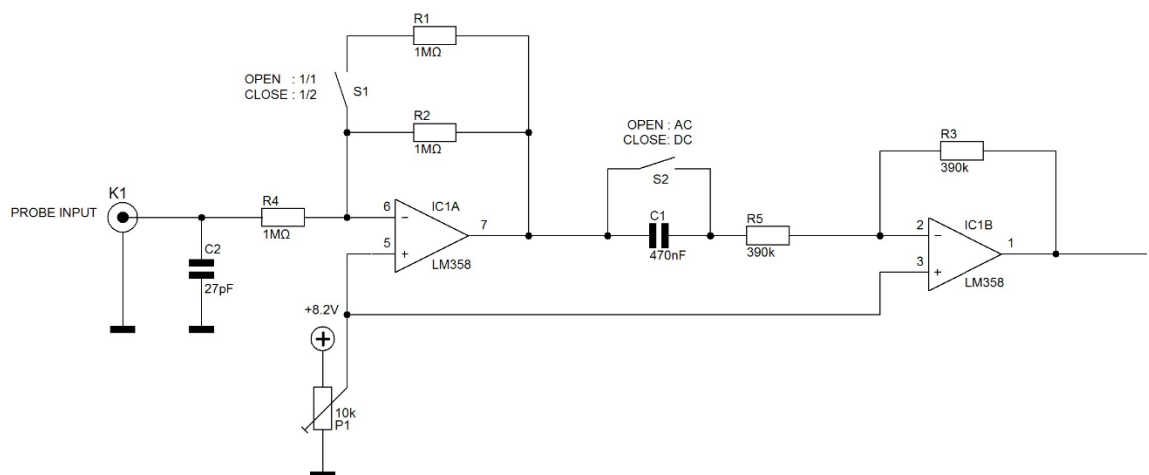 R1
1MΩ
OPEN : 1/1
CLOSE : 1/2
S1
R2
1MΩ
OPEN : AC
CLOSE: DC
S2
R3
390k
K1
PROBE INPUT
R4
1MΩ
6
5
IC1A
7
LM358
C1
470nF
R5
390k
2
3
IC1B
1
LM358
C2
27pF
+8.2V
10k
P1